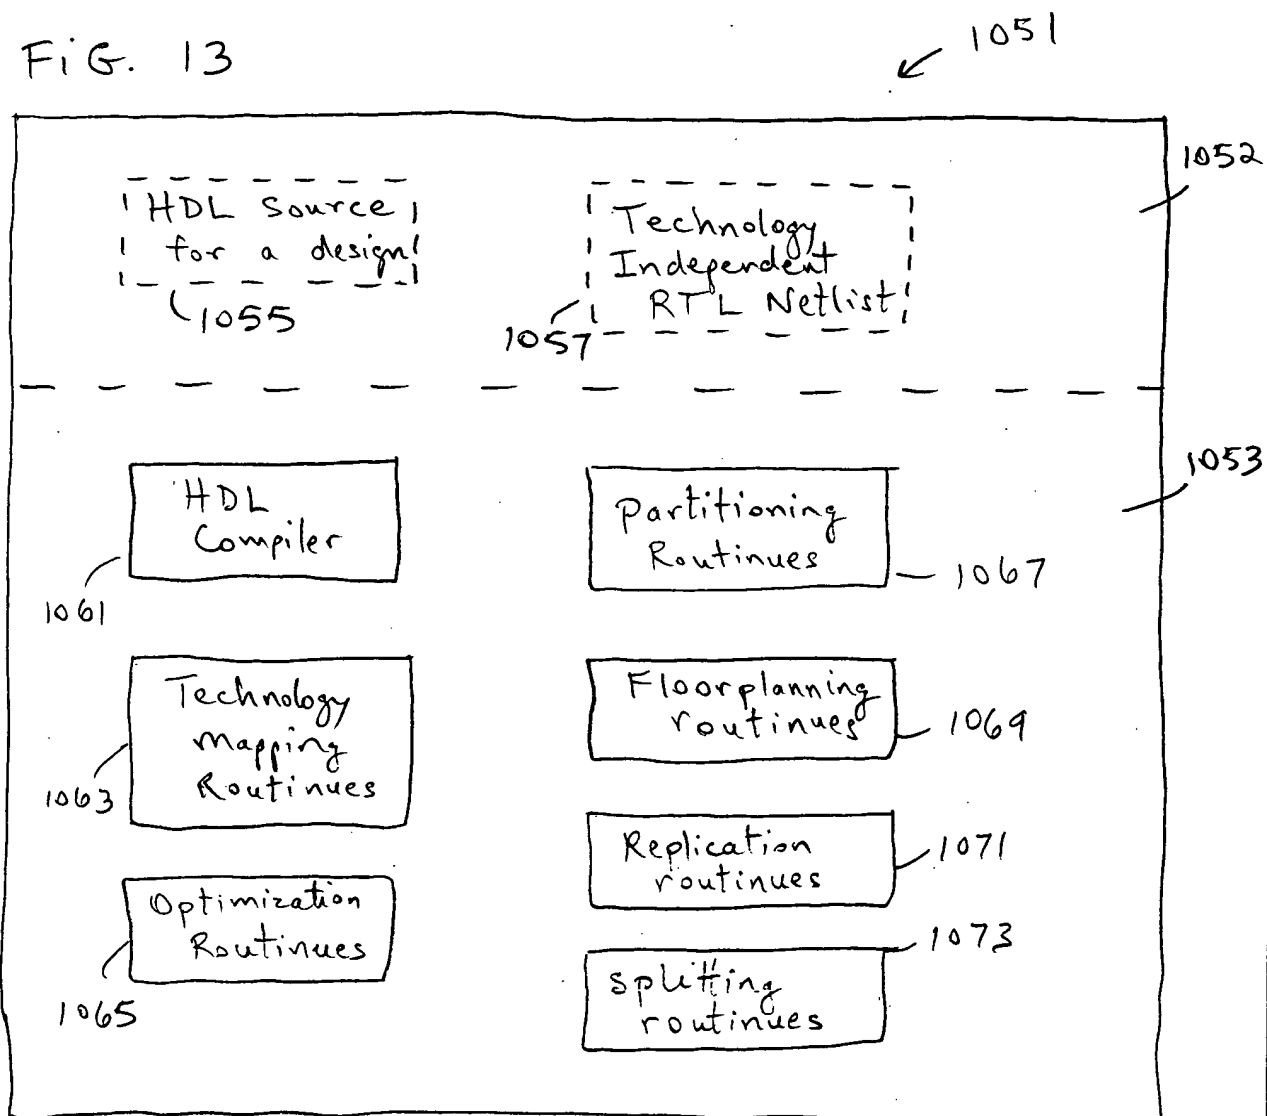 FiG. 13
1051
1052
HDL Source
for a design
1055
Technology
Independent
RTL Netlist
1057
1053
HDL
Compiler
1061
Partitioning
Routinues
1067
Technology
Mapping
Routinues
1063
Floorplanning
routinues
1069
Optimization
Routinues
1065
Replication
routinues
1071
Splitting
routinues
1073